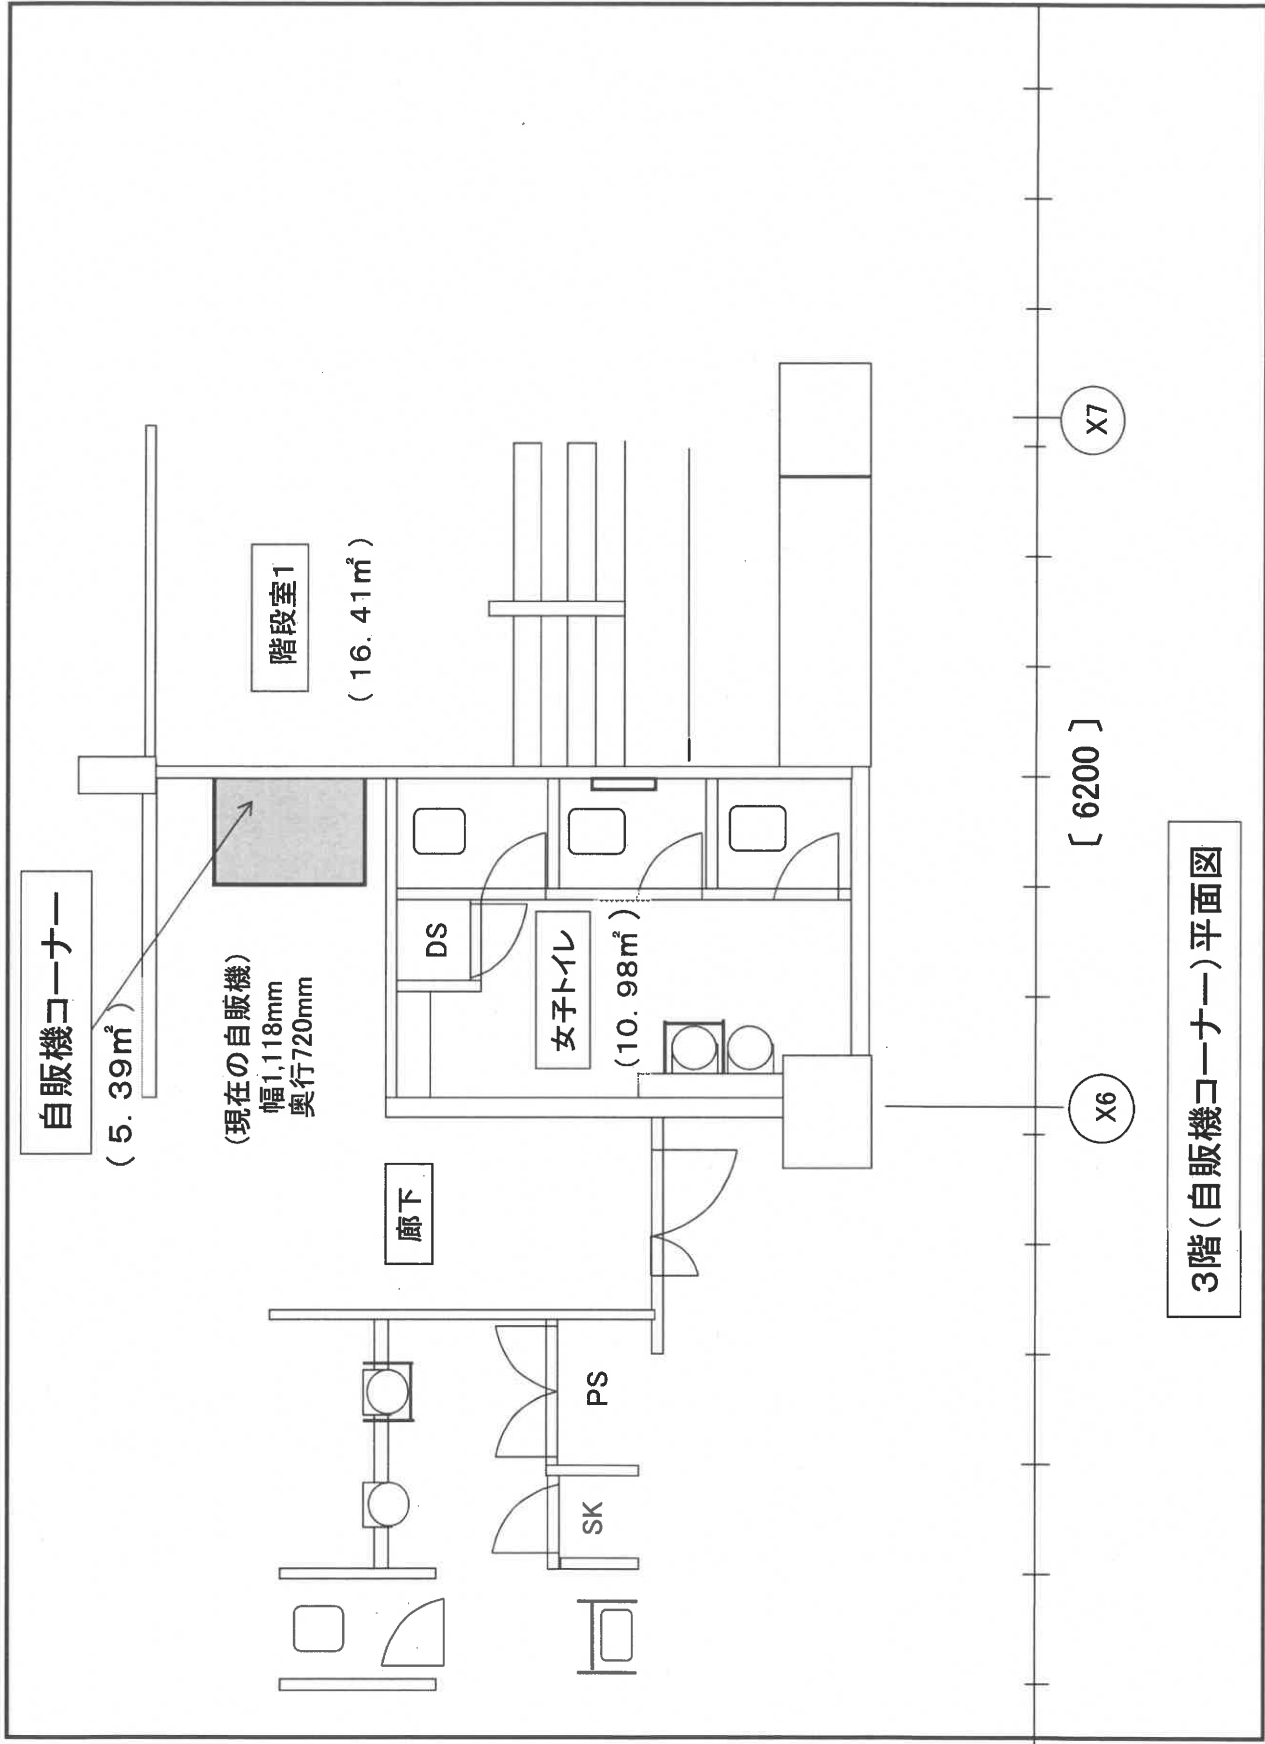 自販機コーナー
(5. 39㎡)
(現在の自販機)
幅1,118mm
奥行720mm
階段室1
(16. 41㎡)
廊下
DS
女子トイレ
(10. 98㎡)
PS
SK
X6
[ 6200 ]
X7
3階(自販機コーナー)平面図